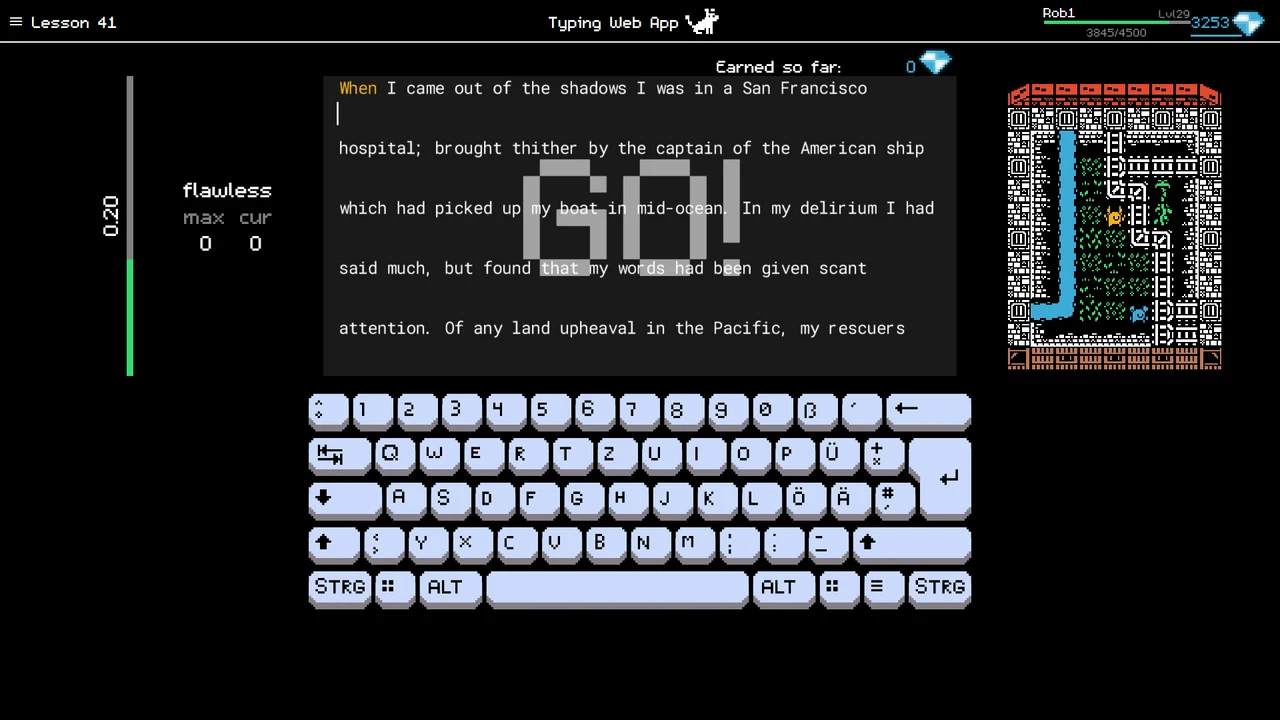 Lesson 41
Typing Web App
Rob1 Lvl29
3845/4500
3253
Earned so far: 0
0.20
flawless
max cur
0 0
When I came out of the shadows I was in a San Francisco
hospital; brought thither by the captain of the American ship
which had picked up my boat in mid-ocean. In my delirium I had
said much, but found that my words had been given scant
attention. Of any land upheaval in the Pacific, my rescuers
GO!
1 2 3 4 5 6 7 8 9 0 ß ´ ←
Q W E R T Z U I O P Ü + ×
A S D F G H J K L Ö Ä # '
Y X C V B N M ; , : . _ -
STRG ALT ALT STRG